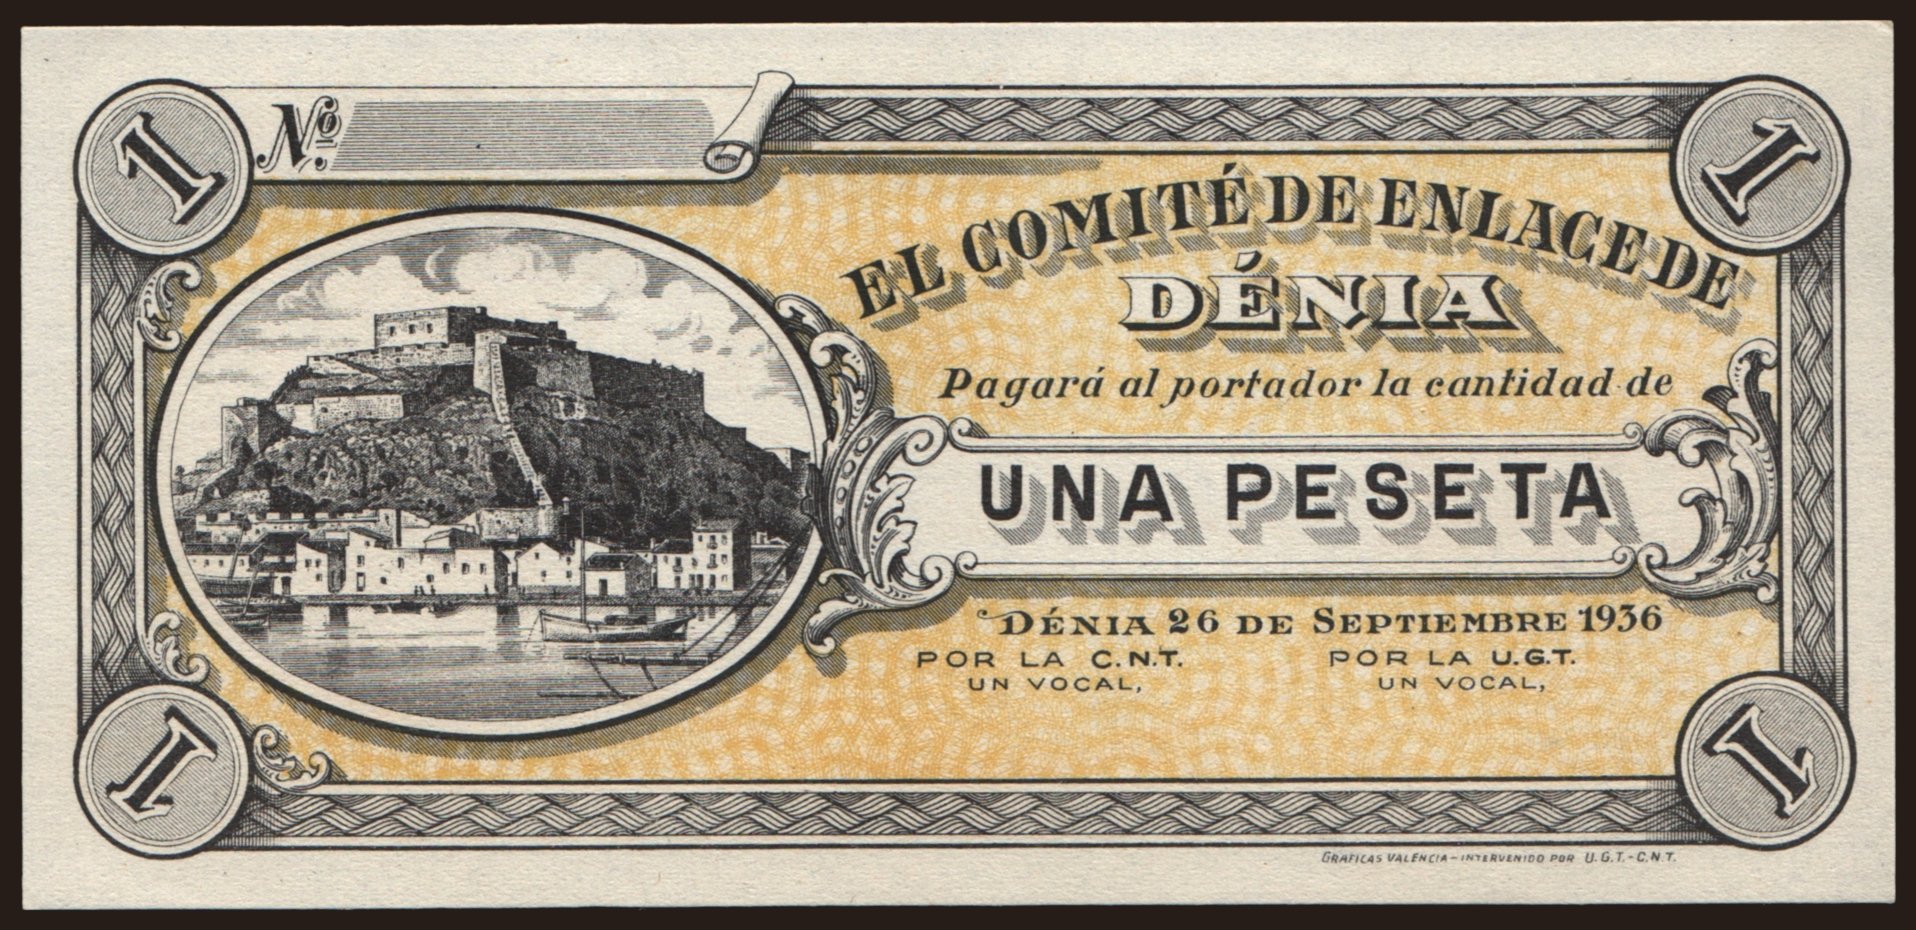 1
Nº
1
EL COMITÉ DE ENLACE DE
DÉNIA
Pagará al portador la cantidad de
UNA PESETA
DÉNIA 26 DE SEPTIEMBRE 1936
POR LA C.N.T.
POR LA U.G.T.
UN VOCAL,
UN VOCAL,
1
1
GRAFICAS VALENCIA - INTERVENIDO POR U.G.T.-C.N.T.